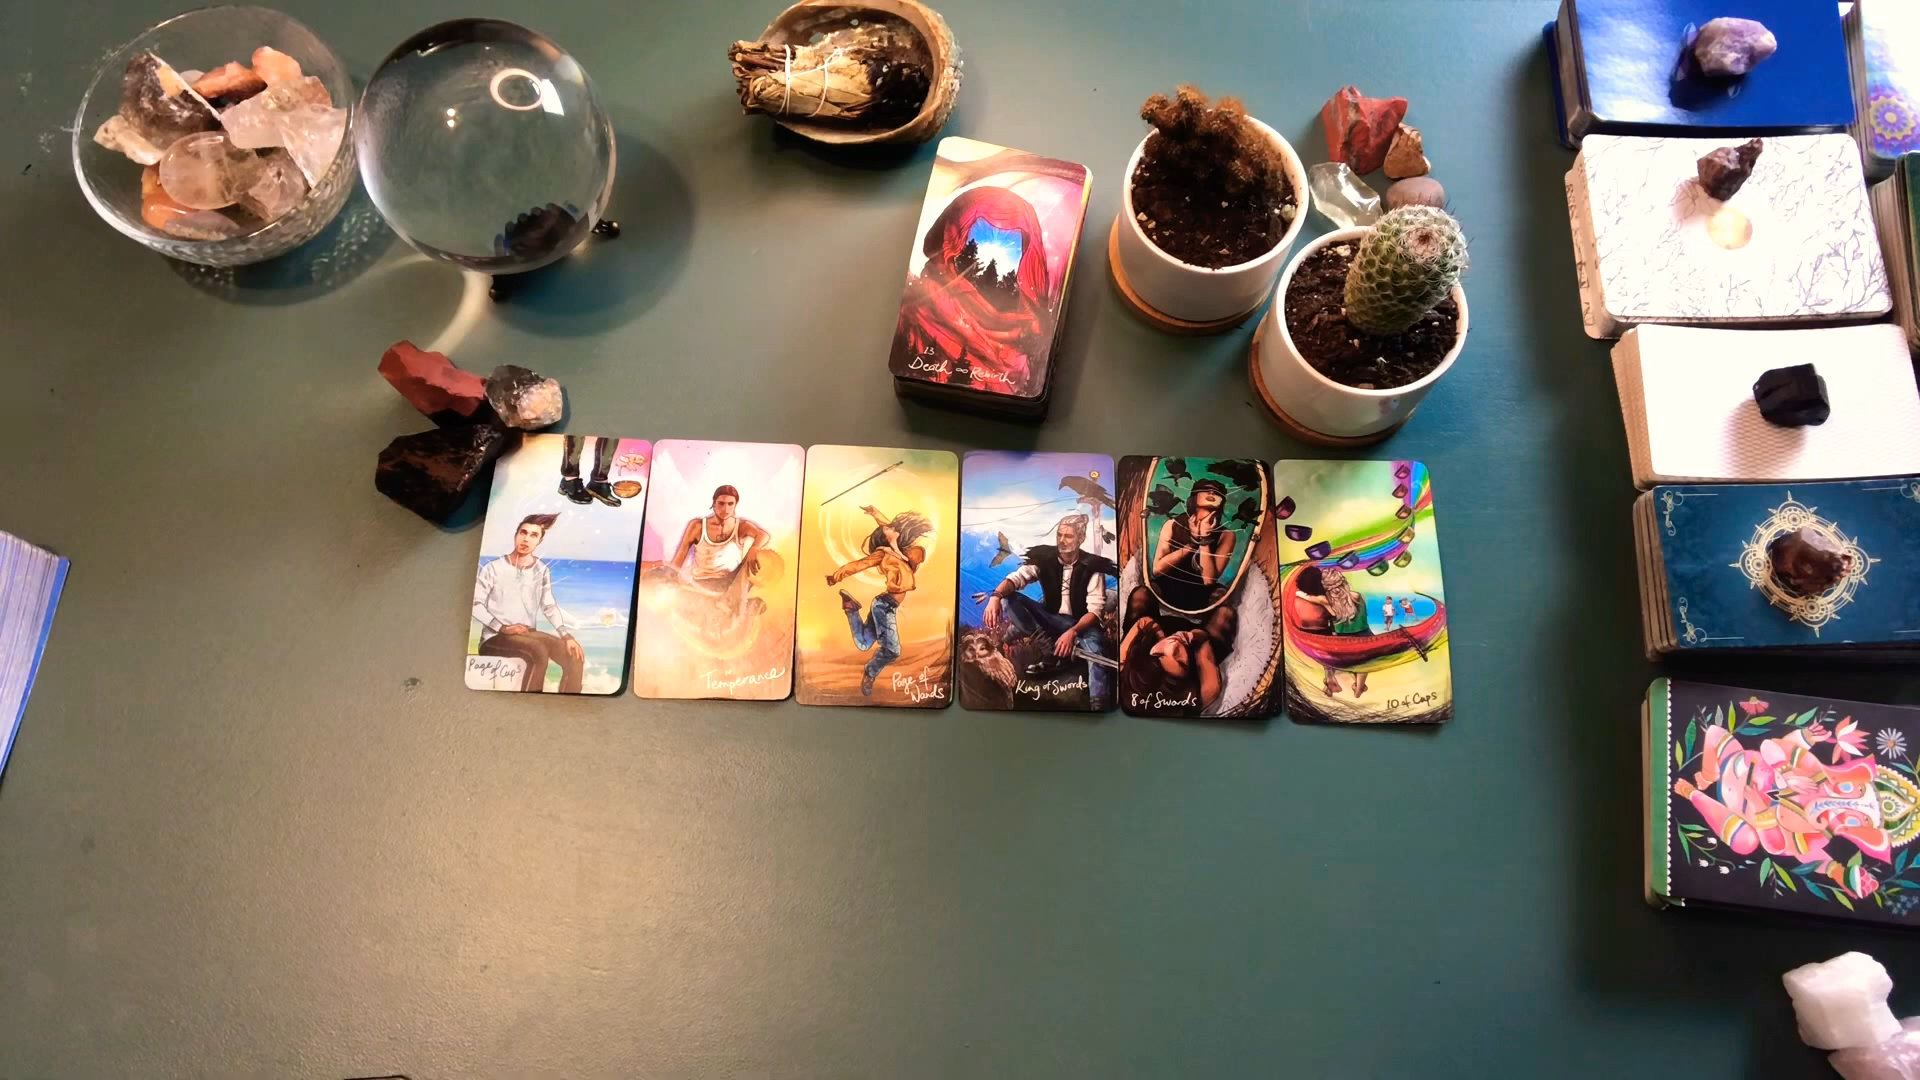 13
Death ∞ Rebirth
Page of Cups
Temperance
Page of
Wands
King of Swords
8 of Swords
10 of Cups